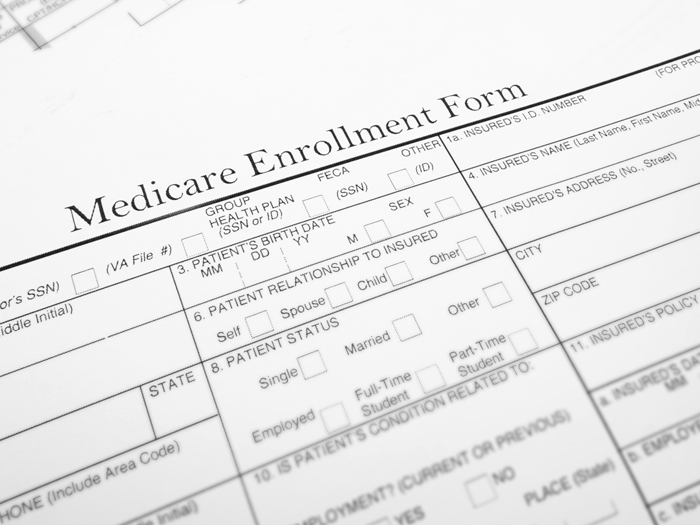 Medicare Enrollment Form
(FOR PRO
1a. INSURED'S I.D. NUMBER
GROUP
HEALTH PLAN
(SSN or ID)
FECA
(SSN)
OTHER
(ID)
4. INSURED'S NAME (Last Name, First Name, Mid
or's SSN)
(VA File #)
3. PATIENT'S BIRTH DATE
MM DD YY
SEX
M F
7. INSURED'S ADDRESS (No., Street)
iddle Initial)
6. PATIENT RELATIONSHIP TO INSURED
Self Spouse Child Other
CITY
STATE
8. PATIENT STATUS
Single Married Other
ZIP CODE
Employed Full-Time
Student
Part-Time
Student
11. INSURED'S POLICY
HONE (Include Area Code)
10. IS PATIENT'S CONDITION RELATED TO:
a. INSURED'S DA
MM
Initial)
MPLOYMENT? (CURRENT OR PREVIOUS)
YES NO
b. EMPLOYE
PLACE (State)
c. INS